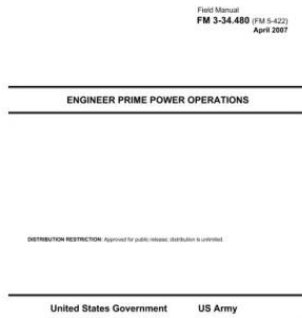 Field Manual
FM 3-34.480 (FM 5-422)
April 2007
ENGINEER PRIME POWER OPERATIONS
DISTRIBUTION RESTRICTION: Approved for public release; distribution is unlimited.
United States Government US Army